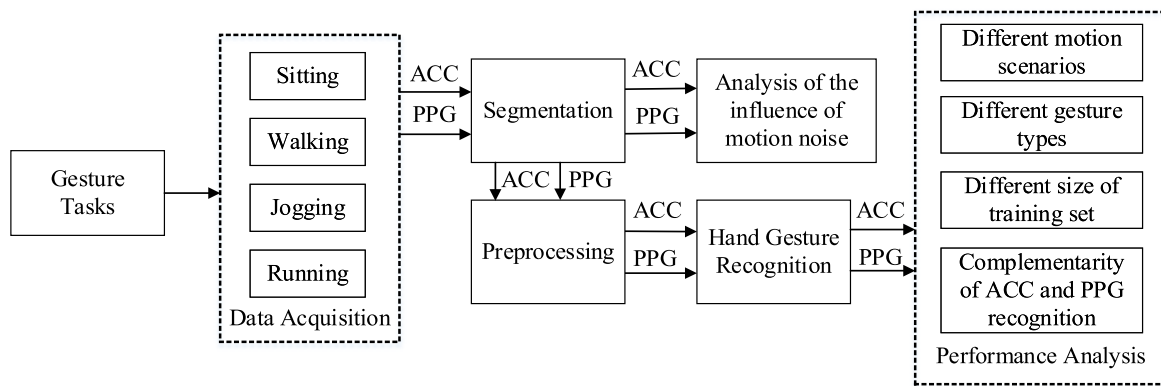 Gesture
Tasks
Sitting
Walking
Jogging
Running
Data Acquisition
ACC
PPG
Segmentation
ACC
PPG
Analysis of the
influence of
motion noise
ACC
PPG
Preprocessing
ACC
PPG
Hand Gesture
Recognition
ACC
PPG
Different motion
scenarios
Different gesture
types
Different size of
training set
Complementarity
of ACC and PPG
recognition
Performance Analysis